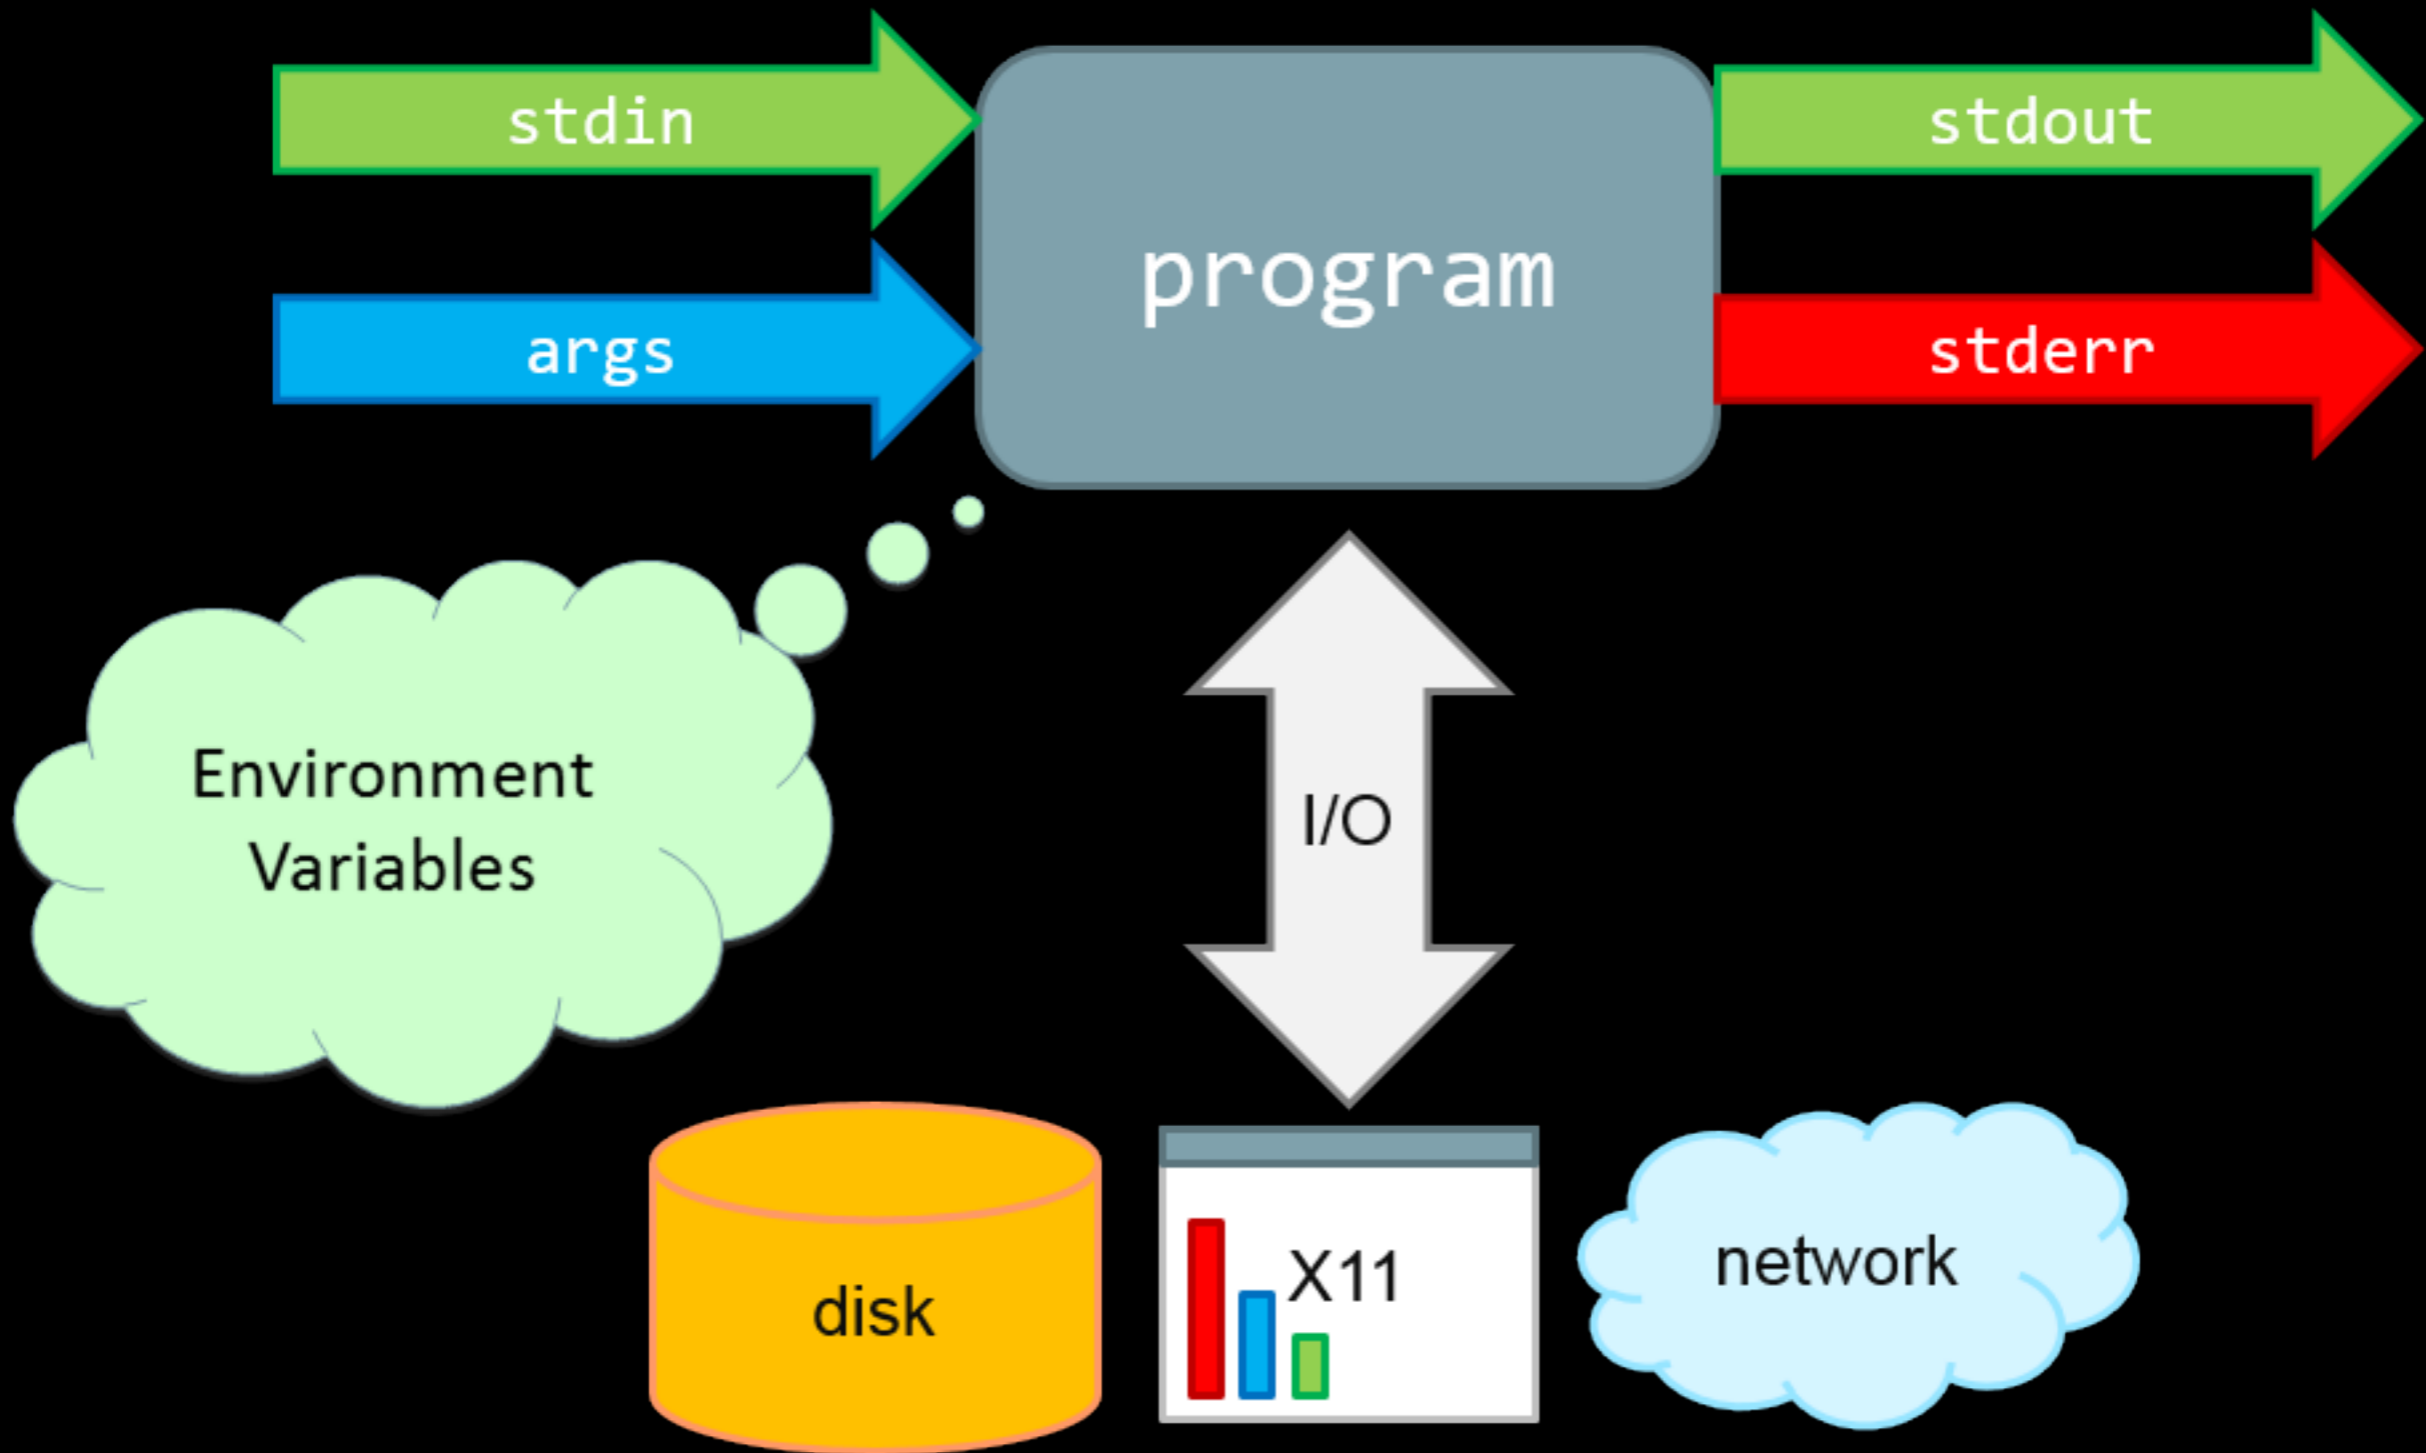 stdin
stdout
program
args
stderr
Environment
Variables
I/O
disk
X11
network